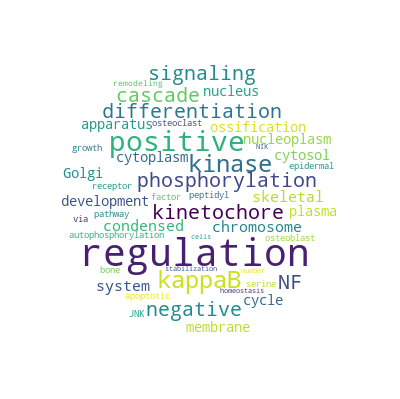 signaling
remodeling
cascade nucleus
differentiation
apparatus osteoclast ossification
positive nucleoplasm
growth cytoplasm NIK cytosol
kinase epidermal
Golgi phosphorylation
receptor
development factor peptidyl skeletal
pathway kinetochore plasma
via condensed chromosome
autophosphorylation cells osteoblast
regulation
bone stabilization number
system kappaB serine NF
homeostasis
apoptotic cycle
JNK negative
membrane